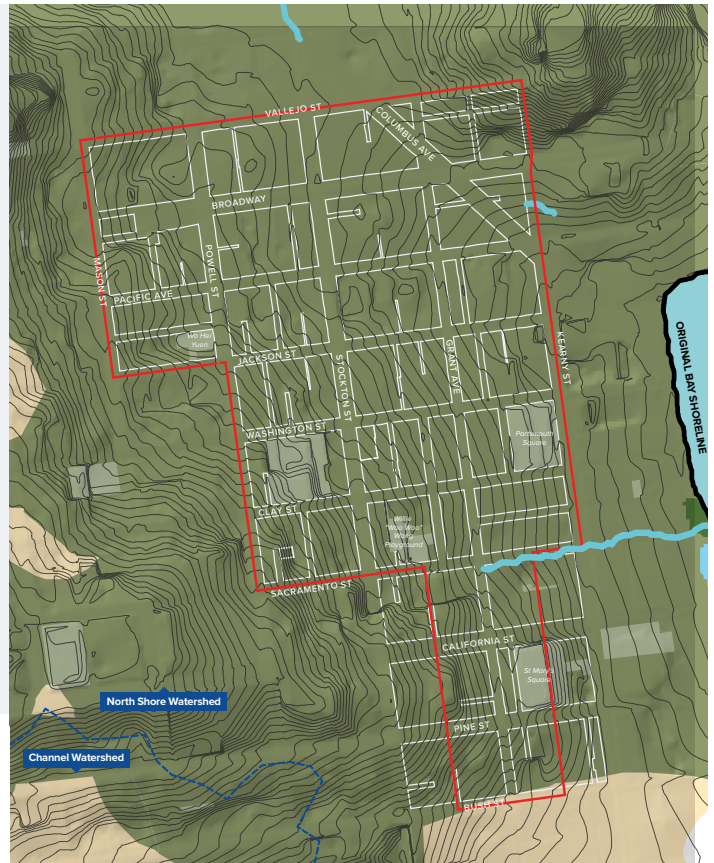 VALLEJO ST
COLUMBUS AVE
BROADWAY
POWELL ST
MASON ST
PACIFIC AVE
Wo Hei
Yuen
JACKSON ST
STOCKTON ST
GRANT AVE
KEARNY ST
ORIGINAL BAY SHORELINE
WASHINGTON ST
Portsmouth
Square
CLAY ST
Willie
"Woo Woo"
Wong
Playground
SACRAMENTO ST
CALIFORNIA ST
St Mary's
Square
North Shore Watershed
PINE ST
Channel Watershed
BUSH ST